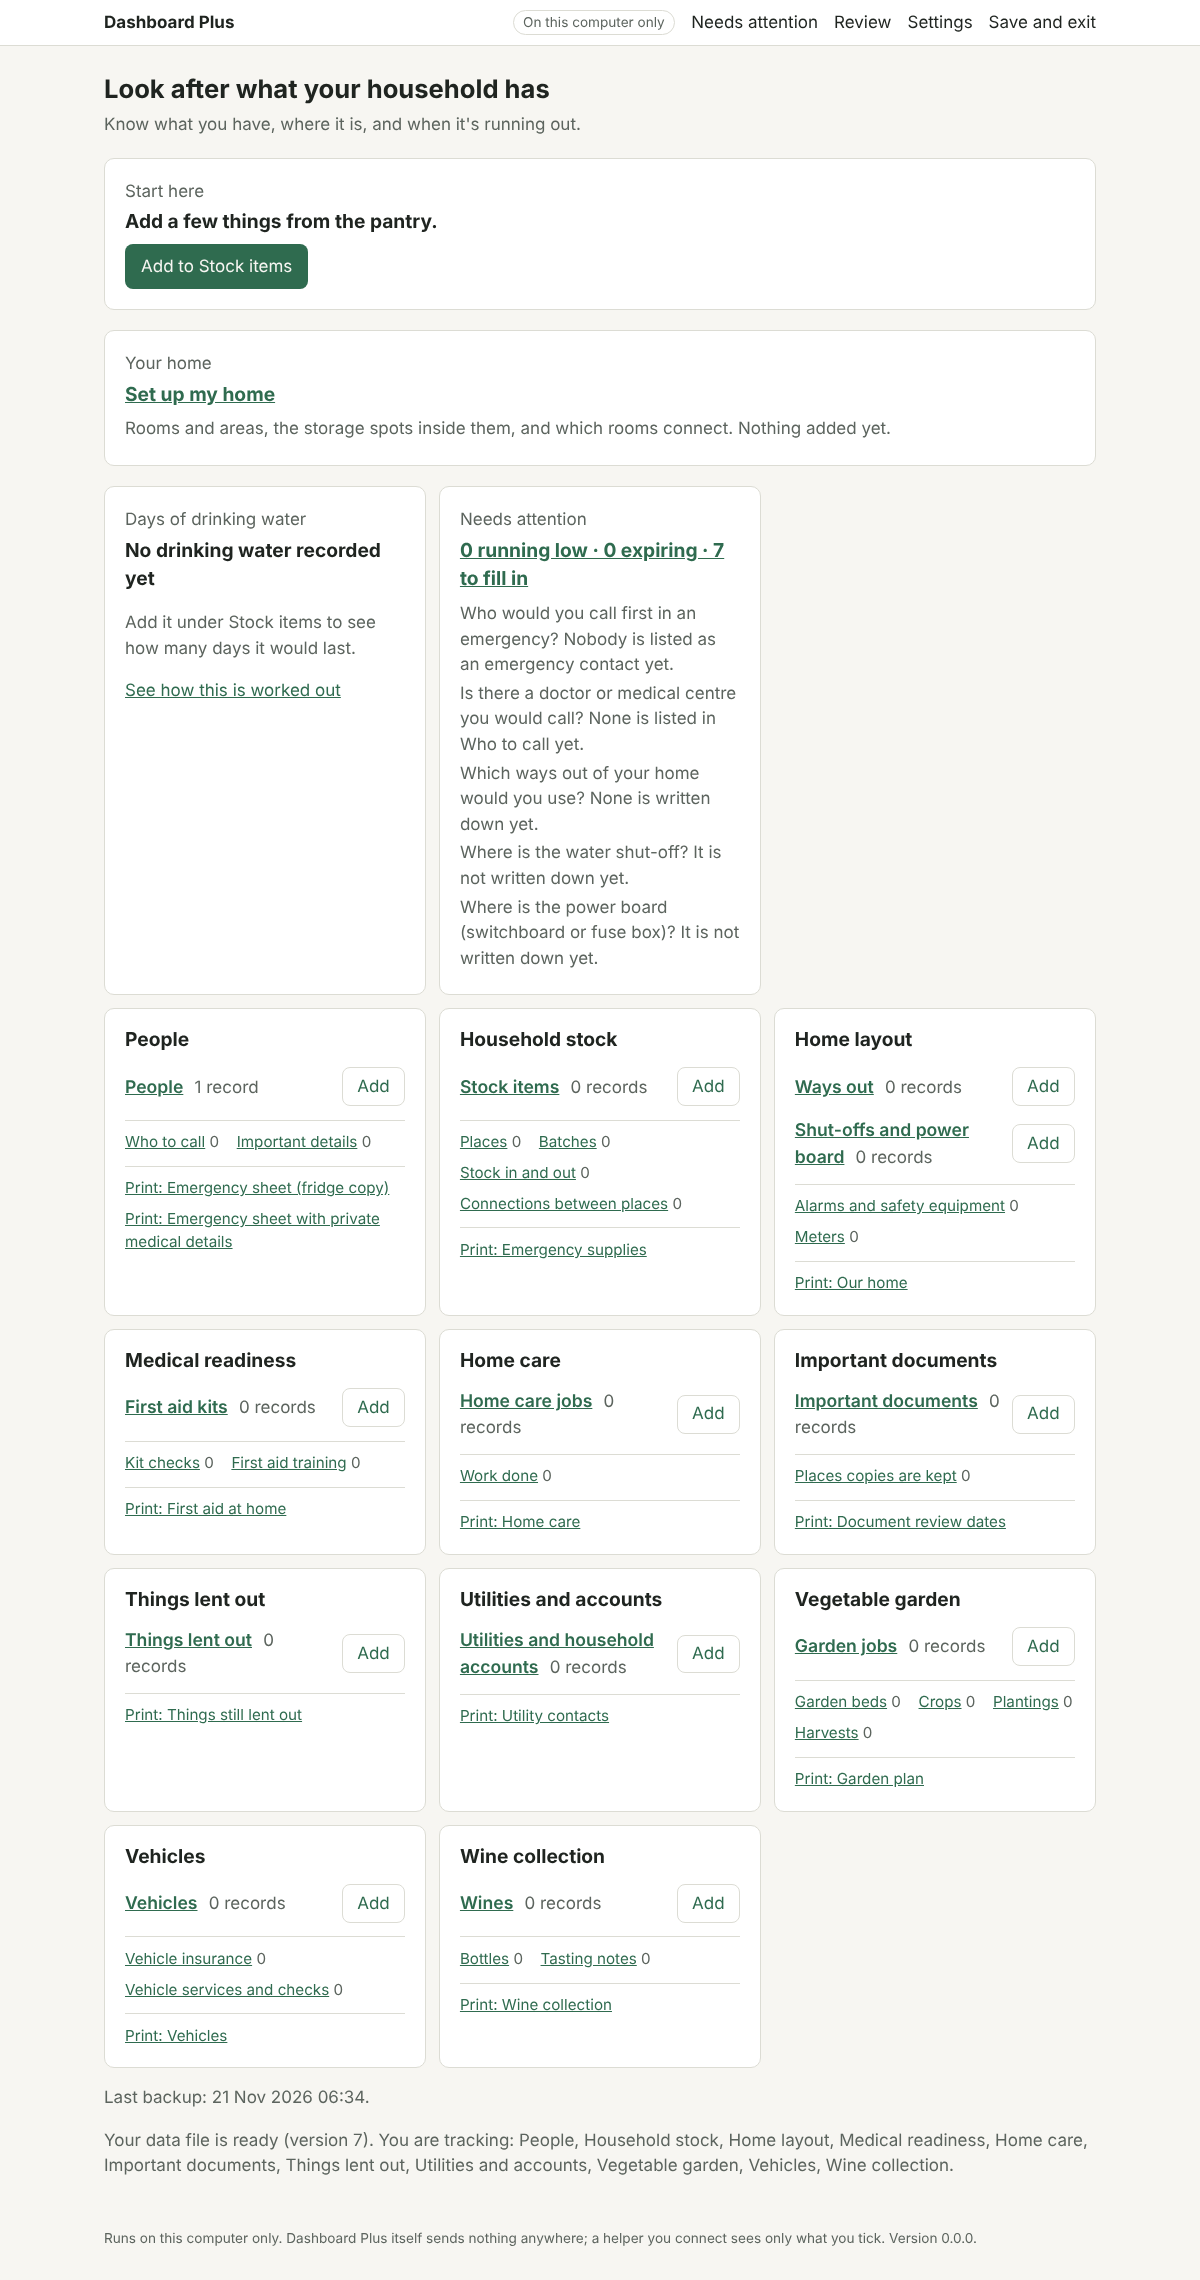 Dashboard Plus
On this computer only
Needs attention
Review
Settings
Save and exit
Look after what your household has
Know what you have, where it is, and when it's running out.
Start here
Add a few things from the pantry.
Add to Stock items
Your home
Set up my home
Rooms and areas, the storage spots inside them, and which rooms connect. Nothing added yet.
Days of drinking water
No drinking water recorded
yet
Add it under Stock items to see
how many days it would last.
See how this is worked out
Needs attention
0 running low · 0 expiring · 7
to fill in
Who would you call first in an
emergency? Nobody is listed as
an emergency contact yet.
Is there a doctor or medical centre
you would call? None is listed in
Who to call yet.
Which ways out of your home
would you use? None is written
down yet.
Where is the water shut-off? It is
not written down yet.
Where is the power board
(switchboard or fuse box)? It is not
written down yet.
People
People 1 record Add
Who to call 0 Important details 0
Print: Emergency sheet (fridge copy)
Print: Emergency sheet with private
medical details
Household stock
Stock items 0 records Add
Places 0 Batches 0
Stock in and out 0
Connections between places 0
Print: Emergency supplies
Home layout
Ways out 0 records Add
Shut-offs and power
board 0 records Add
Alarms and safety equipment 0
Meters 0
Print: Our home
Medical readiness
First aid kits 0 records Add
Kit checks 0 First aid training 0
Print: First aid at home
Home care
Home care jobs 0
records Add
Work done 0
Print: Home care
Important documents
Important documents 0
records Add
Places copies are kept 0
Print: Document review dates
Things lent out
Things lent out 0
records Add
Print: Things still lent out
Utilities and accounts
Utilities and household
accounts 0 records Add
Print: Utility contacts
Vegetable garden
Garden jobs 0 records Add
Garden beds 0 Crops 0 Plantings 0
Harvests 0
Print: Garden plan
Vehicles
Vehicles 0 records Add
Vehicle insurance 0
Vehicle services and checks 0
Print: Vehicles
Wine collection
Wines 0 records Add
Bottles 0 Tasting notes 0
Print: Wine collection
Last backup: 21 Nov 2026 06:34.
Your data file is ready (version 7). You are tracking: People, Household stock, Home layout, Medical readiness, Home care,
Important documents, Things lent out, Utilities and accounts, Vegetable garden, Vehicles, Wine collection.
Runs on this computer only. Dashboard Plus itself sends nothing anywhere; a helper you connect sees only what you tick. Version 0.0.0.